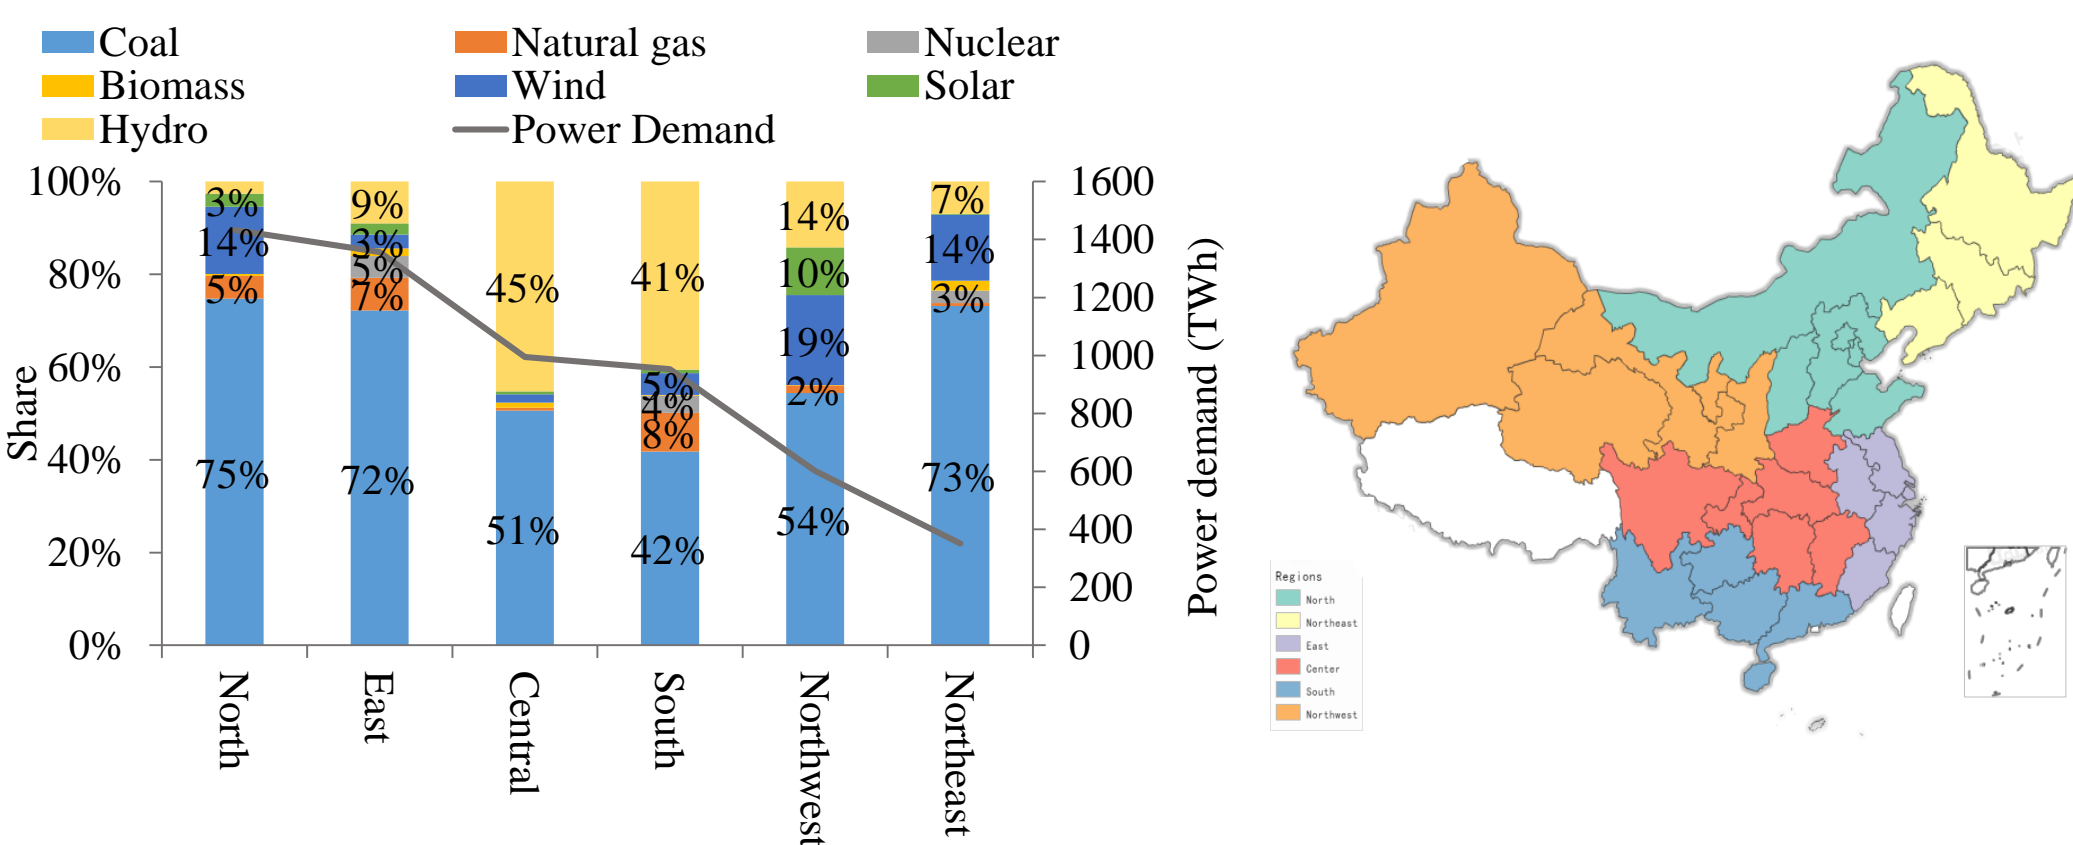 Coal
Natural gas
Nuclear
Biomass
Wind
Solar
Hydro
Power Demand
100%
80%
60%
40%
20%
0%
Share
1600
1400
1200
1000
800
600
400
200
0
Power demand (TWh)
3%
14%
5%
75%
9%
3%
5%
7%
72%
45%
51%
41%
5%
4%
8%
42%
14%
10%
19%
2%
54%
7%
14%
3%
73%
North
East
Central
South
Northwest
Northeast
Regions
North
Northeast
East
Center
South
Northwest